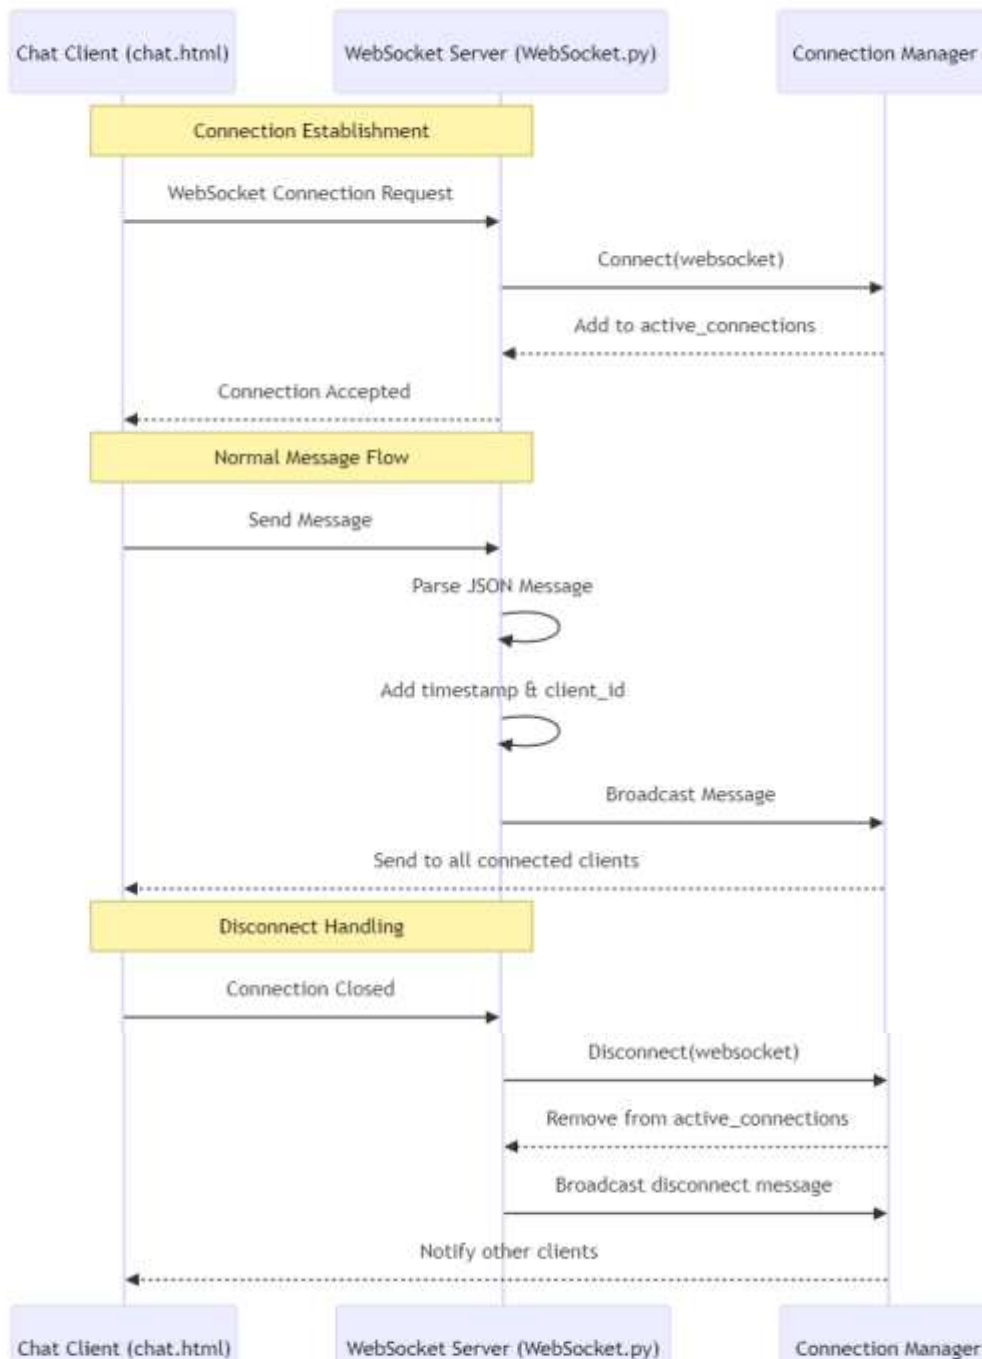 Chat Client (chat.html)
WebSocket Server (WebSocket.py)
Connection Manager
Connection Establishment
WebSocket Connection Request
Connect(websocket)
Add to active_connections
Connection Accepted
Normal Message Flow
Send Message
Parse JSON Message
Add timestamp & client_id
Broadcast Message
Send to all connected clients
Disconnect Handling
Connection Closed
Disconnect(websocket)
Remove from active_connections
Broadcast disconnect message
Notify other clients
Chat Client (chat.html)
WebSocket Server (WebSocket.py)
Connection Manager